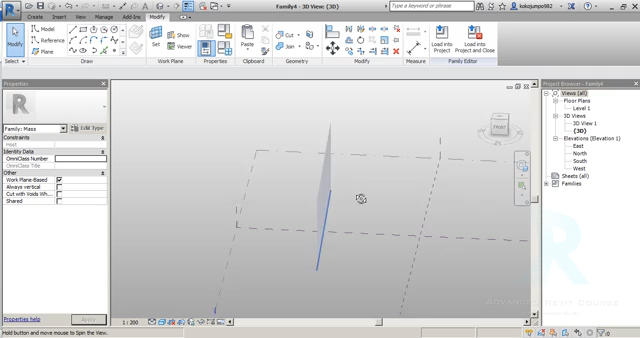 Family4 - 3D View: {3D}
Type a keyword or phrase
kokojumpo982
Create
Insert
View
Manage
Add-Ins
Modify
Modify
Model
Reference
Plane
Set
Show
Viewer
Paste
Cut
Join
Load into Project
Load into Project and Close
Select
Draw
Work Plane
Properties
Clipboard
Geometry
Modify
Measure
Family Editor
Properties
Family: Mass
Edit Type
Constraints
Host
Identity Data
OmniClass Number
OmniClass Title
Other
Work Plane-Based
Always vertical
Cut with Voids Wh...
Shared
Properties help
Apply
FRONT
Project Browser - Family4
Views (all)
Floor Plans
Level 1
3D Views
3D View 1
{3D}
Elevations (Elevation 1)
East
North
South
West
Sheets (all)
Families
Advanced Revit Course
1 : 200
Hold button and move mouse to Spin the View.
:0